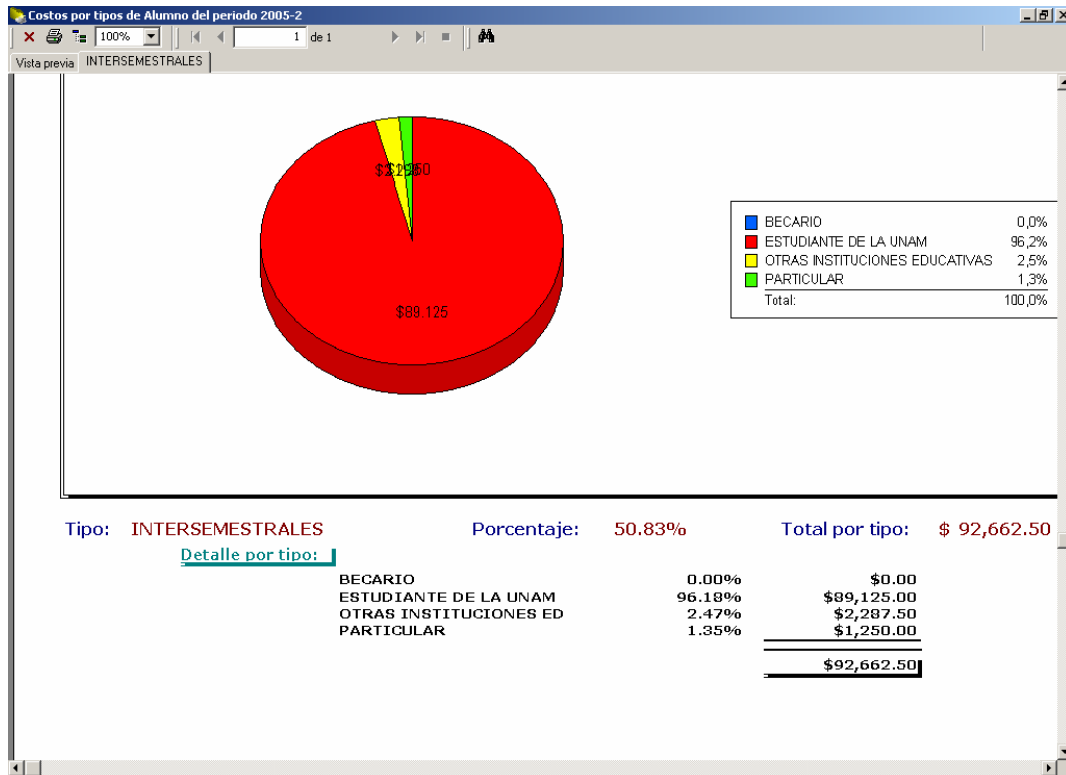 Costos por tipos de Alumno del periodo 2005-2
100% 1 de 1
Vista previa INTERSEMESTRALES
$89.125
BECARIO 0,0%
ESTUDIANTE DE LA UNAM 96,2%
OTRAS INSTITUCIONES EDUCATIVAS 2,5%
PARTICULAR 1,3%
Total: 100,0%
Tipo: INTERSEMESTRALES Porcentaje: 50.83% Total por tipo: $ 92,662.50
Detalle por tipo:
BECARIO 0.00% $0.00
ESTUDIANTE DE LA UNAM 96.18% $89,125.00
OTRAS INSTITUCIONES ED 2.47% $2,287.50
PARTICULAR 1.35% $1,250.00
$92,662.50